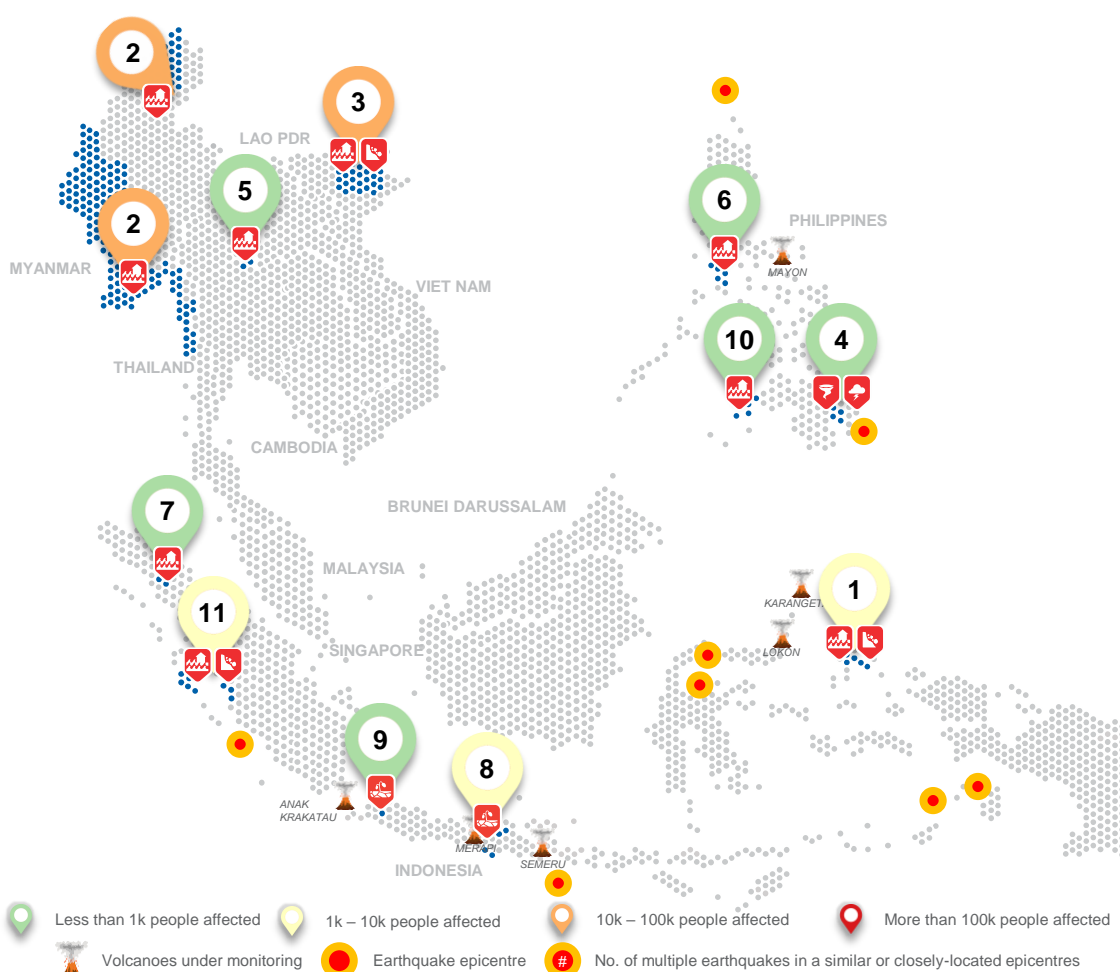 2
3
LAO PDR
5
6
PHILIPPINES
2
MYANMAR
MAYON
VIET NAM
10
4
THAILAND
CAMBODIA
7
BRUNEI DARUSSALAM
MALAYSIA
KARANGET
1
11
SINGAPORE
LOKON
9
8
ANAK
KRAKATAU
MERAPI
SEMERU
INDONESIA
Less than 1k people affected
1k – 10k people affected
10k – 100k people affected
More than 100k people affected
Volcanoes under monitoring
Earthquake epicentre
#
No. of multiple earthquakes in a similar or closely-located epicentres